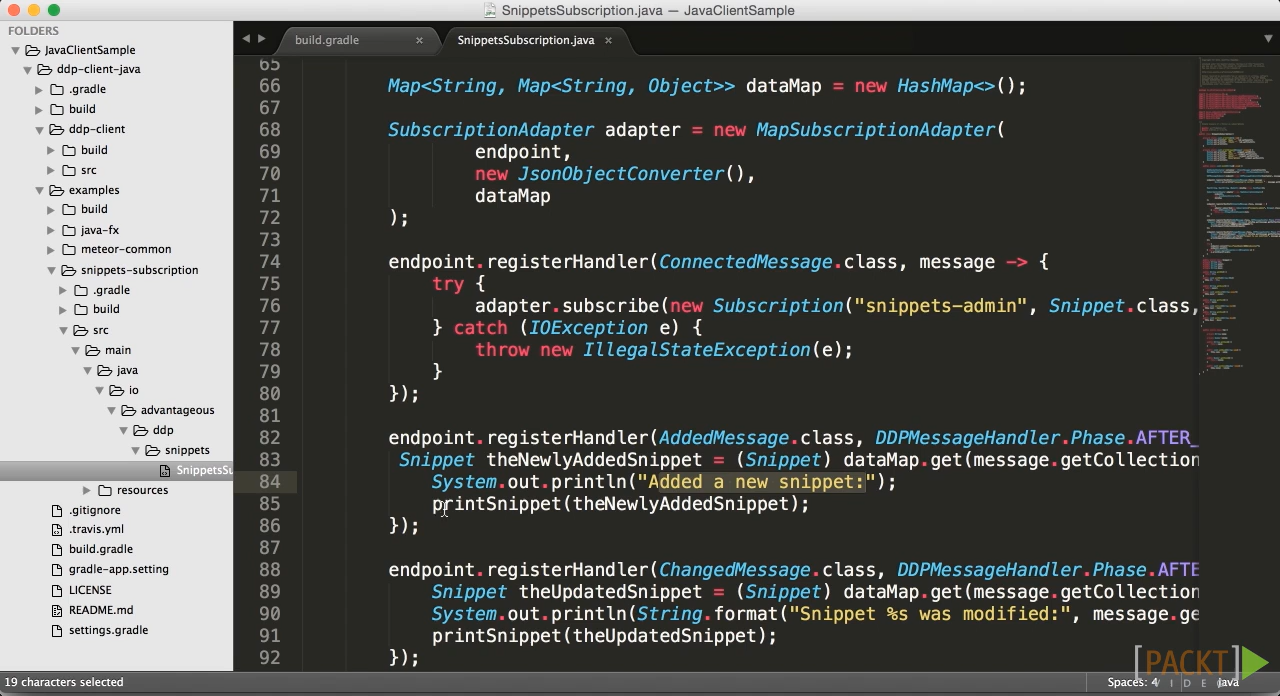 SnippetsSubscription.java — JavaClientSample
FOLDERS
JavaClientSample
ddp-client-java
.gradle
build
ddp-client
build
src
examples
build
java-fx
meteor-common
snippets-subscription
.gradle
build
src
main
java
io
advantageous
ddp
snippets
SnippetsSu
resources
.gitignore
.travis.yml
build.gradle
gradle-app.setting
LICENSE
README.md
settings.gradle
build.gradle ×
SnippetsSubscription.java ×
65
66 Map<String, Map<String, Object>> dataMap = new HashMap<>();
67
68 SubscriptionAdapter adapter = new MapSubscriptionAdapter(
69 endpoint,
70 new JsonObjectConverter(),
71 dataMap
72 );
73
74 endpoint.registerHandler(ConnectedMessage.class, message -> {
75 try {
76 adapter.subscribe(new Subscription("snippets-admin", Snippet.class,
77 } catch (IOException e) {
78 throw new IllegalStateException(e);
79 }
80 });
81
82 endpoint.registerHandler(AddedMessage.class, DDPMessageHandler.Phase.AFTER_
83 Snippet theNewlyAddedSnippet = (Snippet) dataMap.get(message.getCollection
84 System.out.println("Added a new snippet:");
85 printSnippet(theNewlyAddedSnippet);
86 });
87
88 endpoint.registerHandler(ChangedMessage.class, DDPMessageHandler.Phase.AFTE
89 Snippet theUpdatedSnippet = (Snippet) dataMap.get(message.getCollection
90 System.out.println(String.format("Snippet %s was modified:", message.ge
91 printSnippet(theUpdatedSnippet);
92 });
[PACKT]
VIDEO
19 characters selected
Spaces: 4
Java